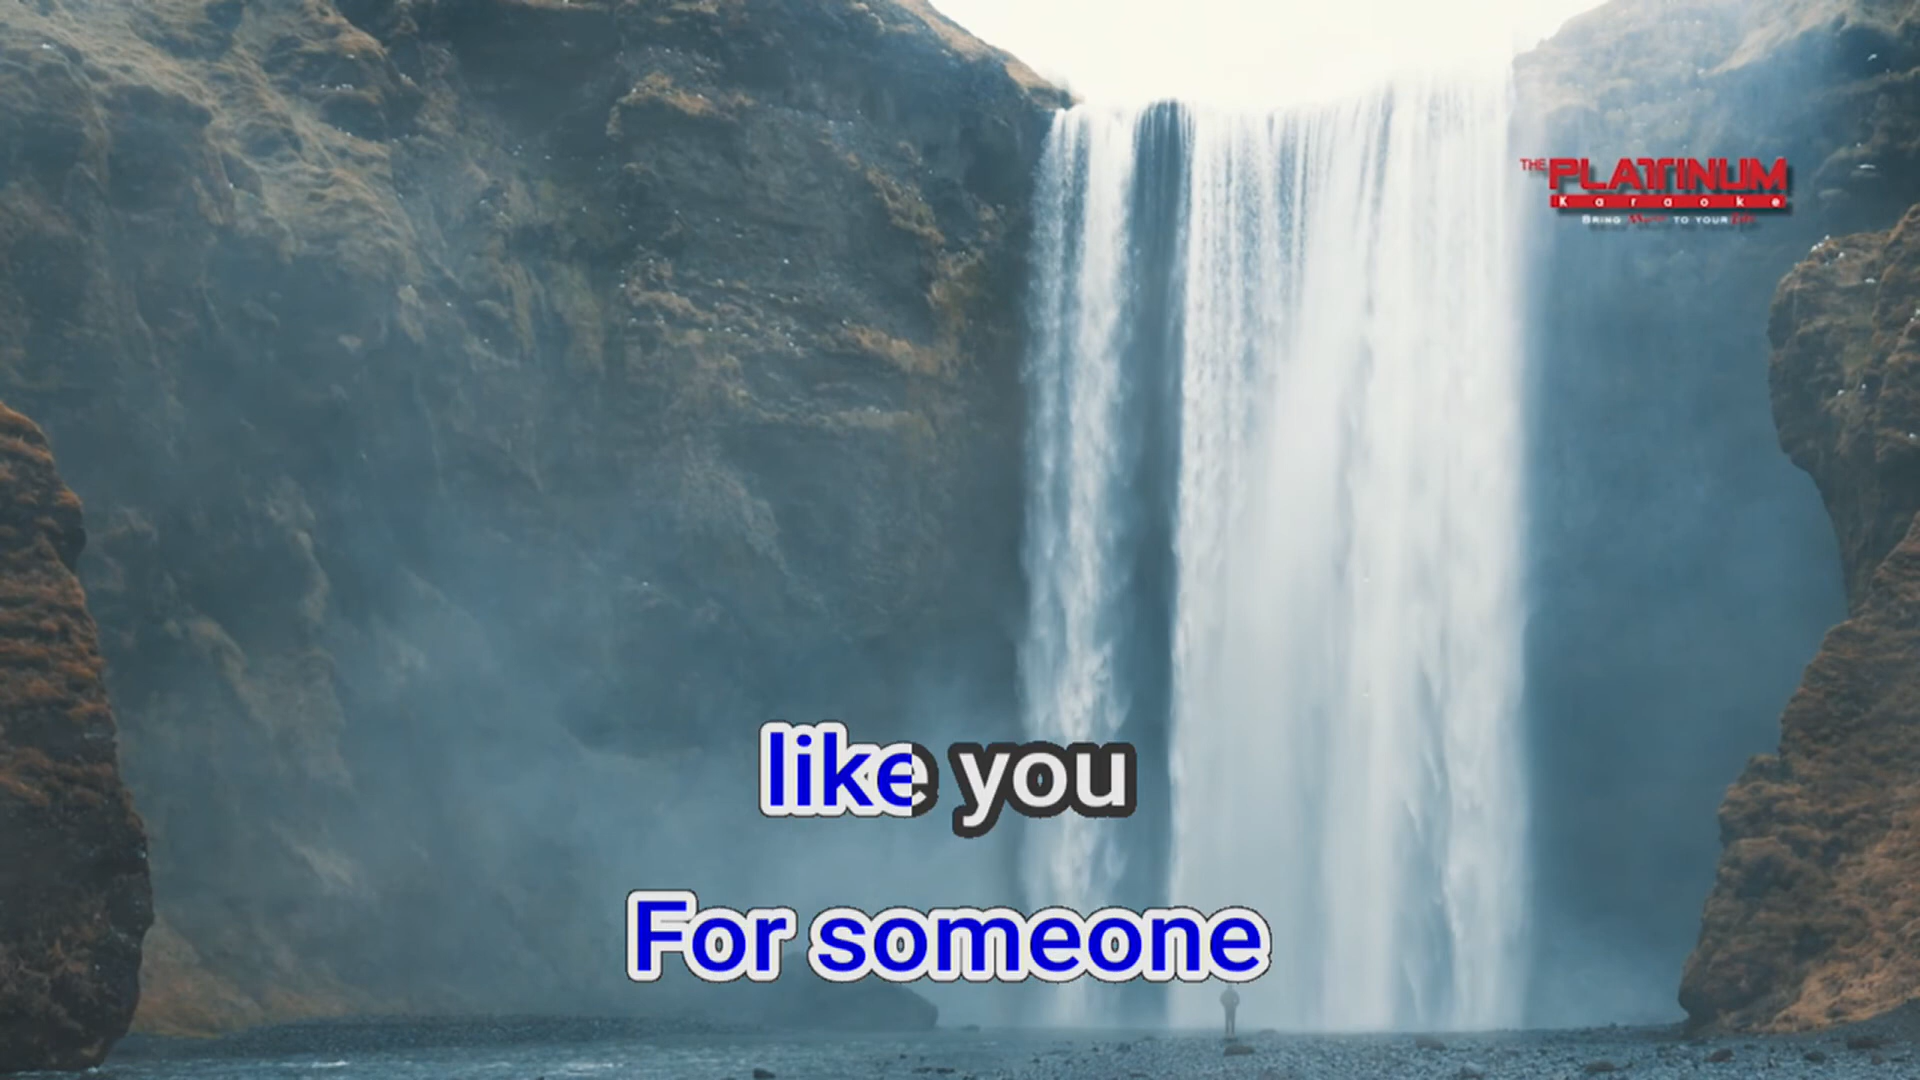 THE PLATINUM
Karaoke
BRING Music TO YOUR life
like you
For someone